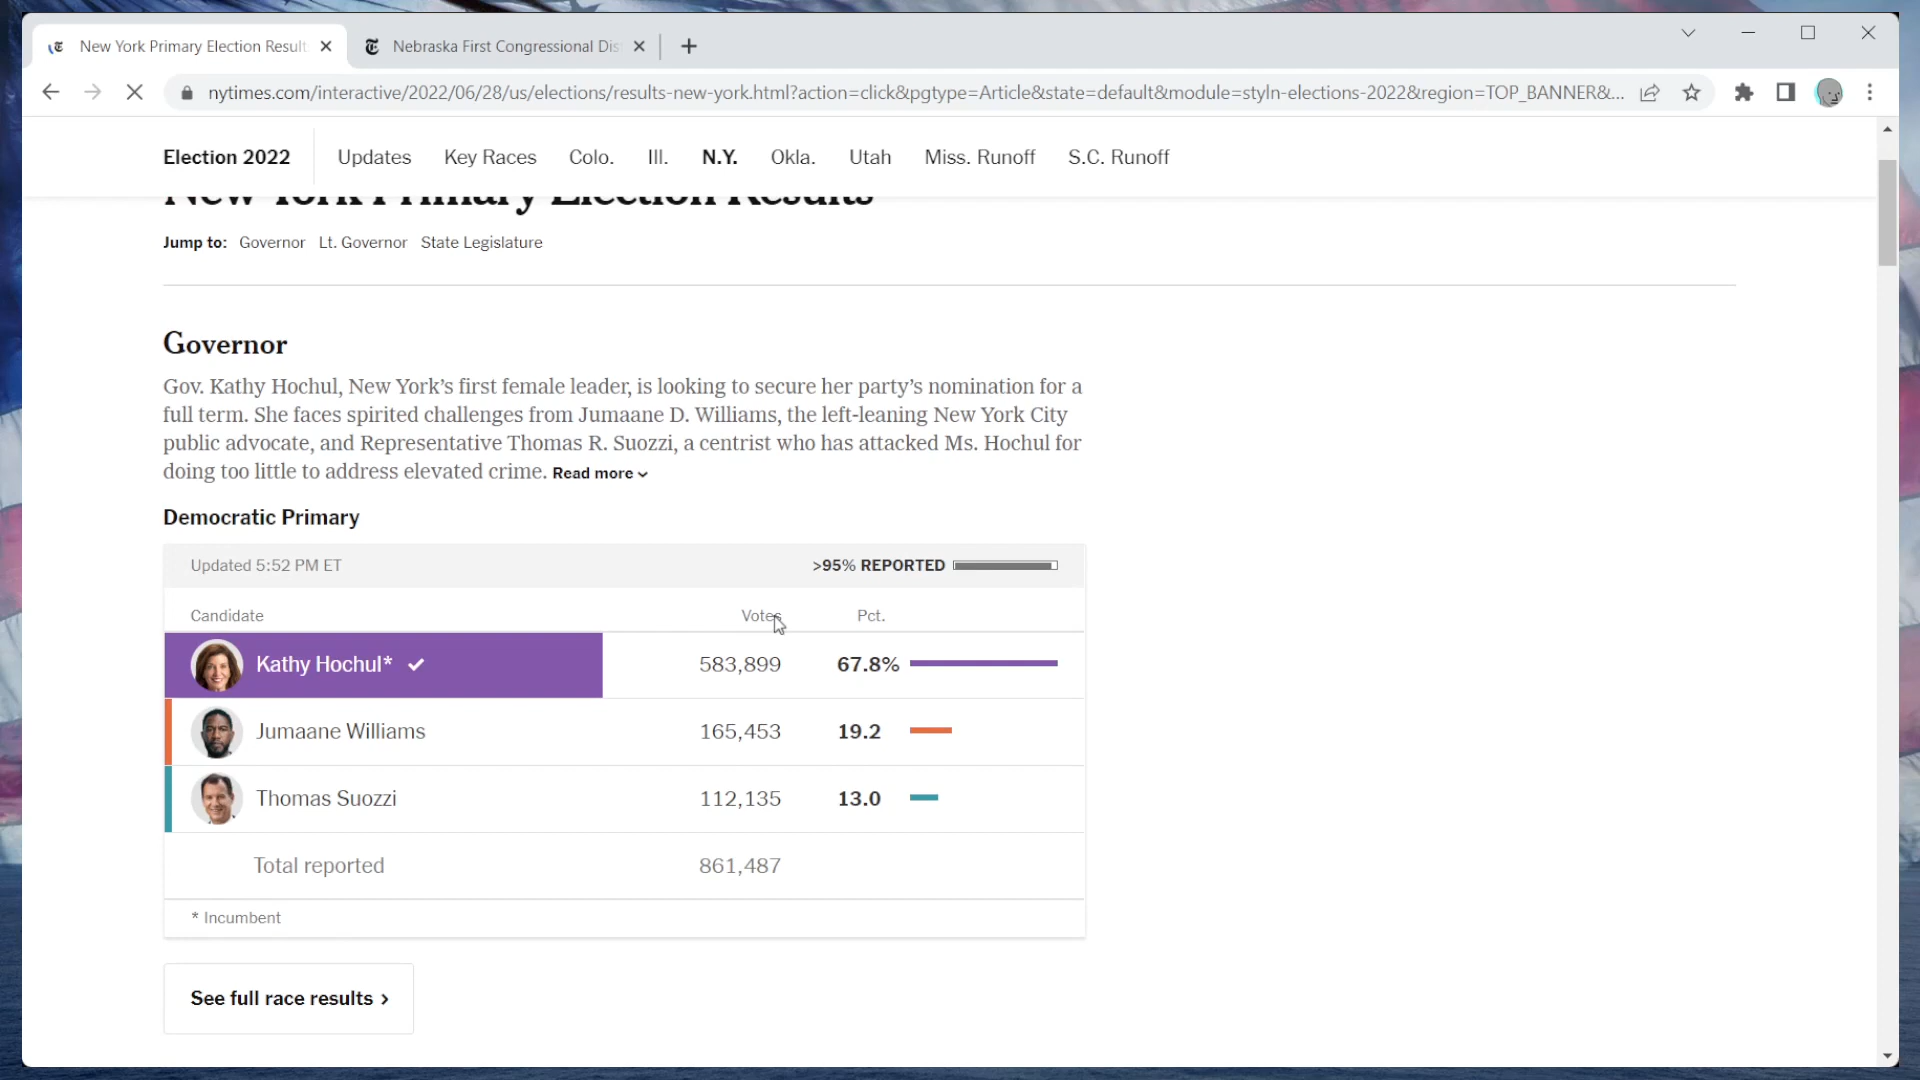 New York Primary Election Result
Nebraska First Congressional Dis
nytimes.com/interactive/2022/06/28/us/elections/results-new-york.html?action=click&pgtype=Article&state=default&module=styln-elections-2022&region=TOP_BANNER&...
Election 2022 Updates Key Races Colo. Ill. N.Y. Okla. Utah Miss. Runoff S.C. Runoff
New York Primary Election Results
Jump to: Governor Lt. Governor State Legislature
Governor
Gov. Kathy Hochul, New York’s first female leader, is looking to secure her party’s nomination for a
full term. She faces spirited challenges from Jumaane D. Williams, the left-leaning New York City
public advocate, and Representative Thomas R. Suozzi, a centrist who has attacked Ms. Hochul for
doing too little to address elevated crime. Read more
Democratic Primary
Updated 5:52 PM ET >95% REPORTED
Candidate Votes Pct.
Kathy Hochul* 583,899 67.8%
Jumaane Williams 165,453 19.2
Thomas Suozzi 112,135 13.0
Total reported 861,487
* Incumbent
See full race results ›